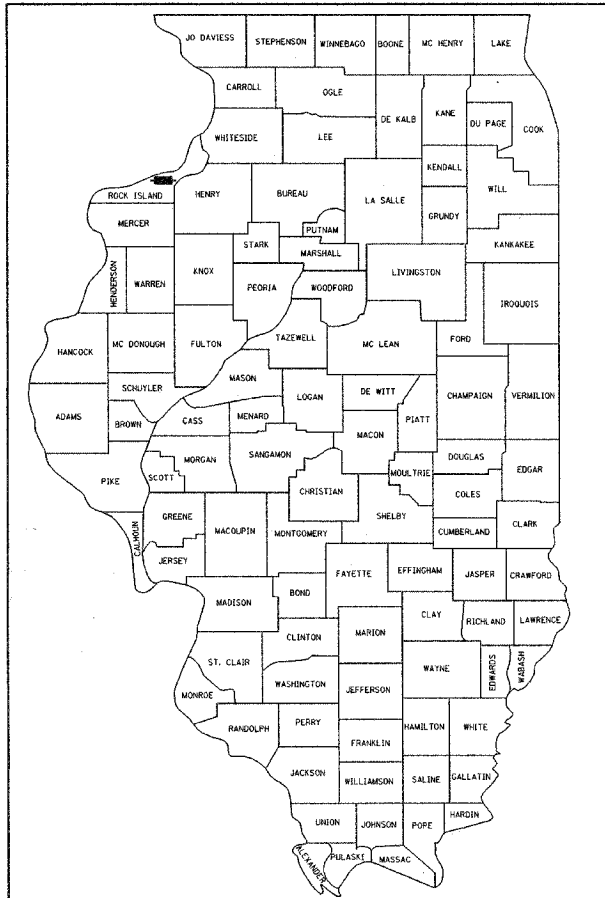 JO DAVIESS
STEPHENSON
WINNEBAGO
BOONE
MC HENRY
LAKE
CARROLL
OGLE
DE KALB
KANE
DU PAGE
COOK
WHITESIDE
LEE
KENDALL
WILL
ROCK ISLAND
HENRY
BUREAU
LA SALLE
GRUNDY
MERCER
PUTNAM
KANKAKEE
STARK
MARSHALL
HENDERSON
WARREN
KNOX
PEORIA
WOODFORD
LIVINGSTON
IROQUOIS
HANCOCK
MC DONOUGH
FULTON
TAZEWELL
MC LEAN
FORD
MASON
SCHUYLER
LOGAN
DE WITT
CHAMPAIGN
VERMILION
ADAMS
BROWN
CASS
MENARD
MACON
PIATT
PIKE
SCOTT
MORGAN
SANGAMON
DOUGLAS
EDGAR
MOULTRIE
CHRISTIAN
COLES
CALHOUN
GREENE
MACOUPIN
MONTGOMERY
SHELBY
CUMBERLAND
CLARK
JERSEY
FAYETTE
EFFINGHAM
JASPER
CRAWFORD
MADISON
BOND
CLAY
RICHLAND
LAWRENCE
CLINTON
MARION
ST. CLAIR
WAYNE
EDWARDS
WABASH
WASHINGTON
JEFFERSON
MONROE
RANDOLPH
PERRY
HAMILTON
WHITE
FRANKLIN
JACKSON
WILLIAMSON
SALINE
GALLATIN
UNION
JOHNSON
POPE
HARDIN
ALEXANDER
PULASKI
MASSAC